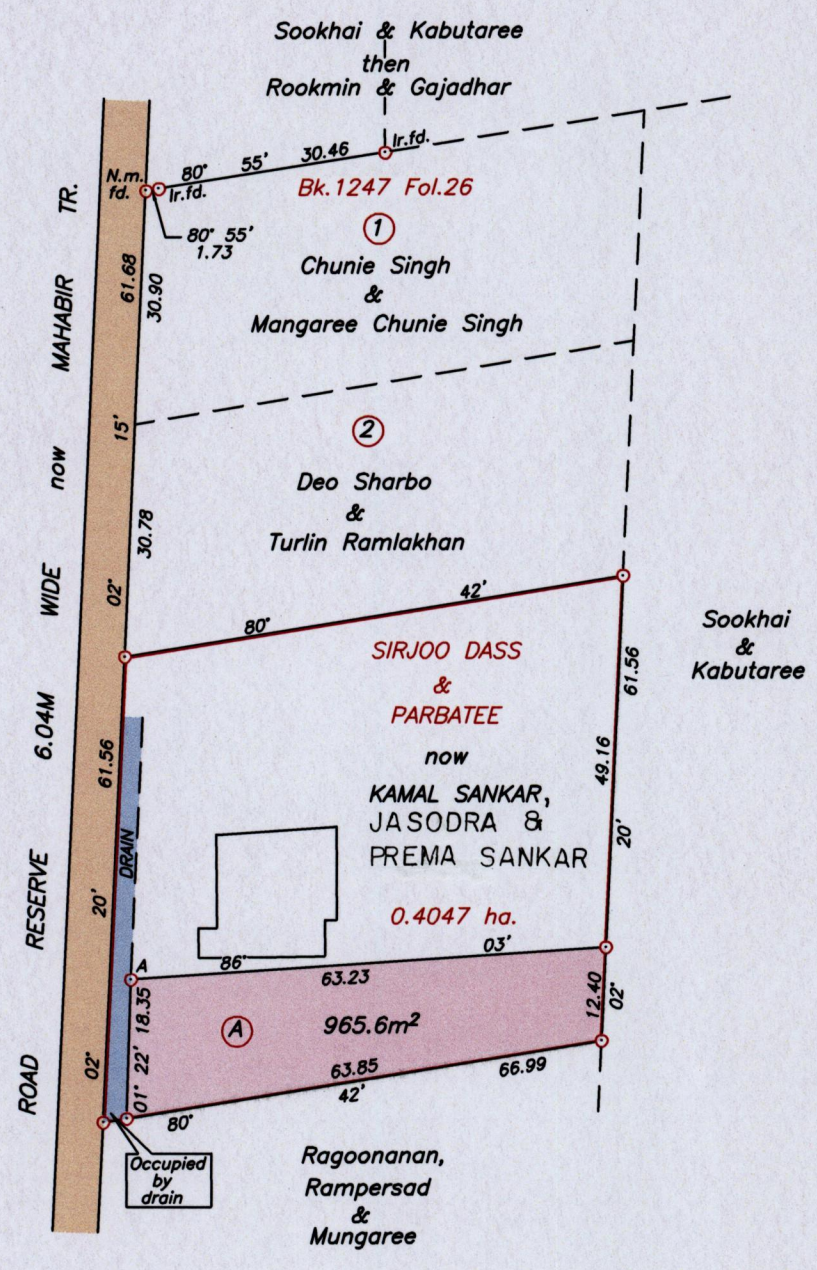 Sookhai & Kabutaree
then
Rookmin & Gajadhar
Ir.fd.
80° 55' 30.46
N.m.
fd.
Ir.fd.
Bk.1247 Fol.26
80° 55'
1.73
1
Chunie Singh
&
Mangaree Chunie Singh
61.68
30.90
15'
2
Deo Sharbo
&
Turlin Ramlakhan
30.78
02°
80° 42'
ROAD RESERVE 6.04M WIDE now MAHABIR TR.
Sookhai
&
Kabutaree
SIRJOO DASS
&
PARBATEE
now
KAMAL SANKAR,
JASODRA &
PREMA SANKAR
0.4047 ha.
61.56
49.16
20'
61.56
20'
02°
DRAIN
A
86° 03'
63.23
18.35
01° 22'
A
965.6m²
12.40
02°
63.85 66.99
80° 42'
Occupied
by
drain
Ragoonanan,
Rampersad
&
Mungaree